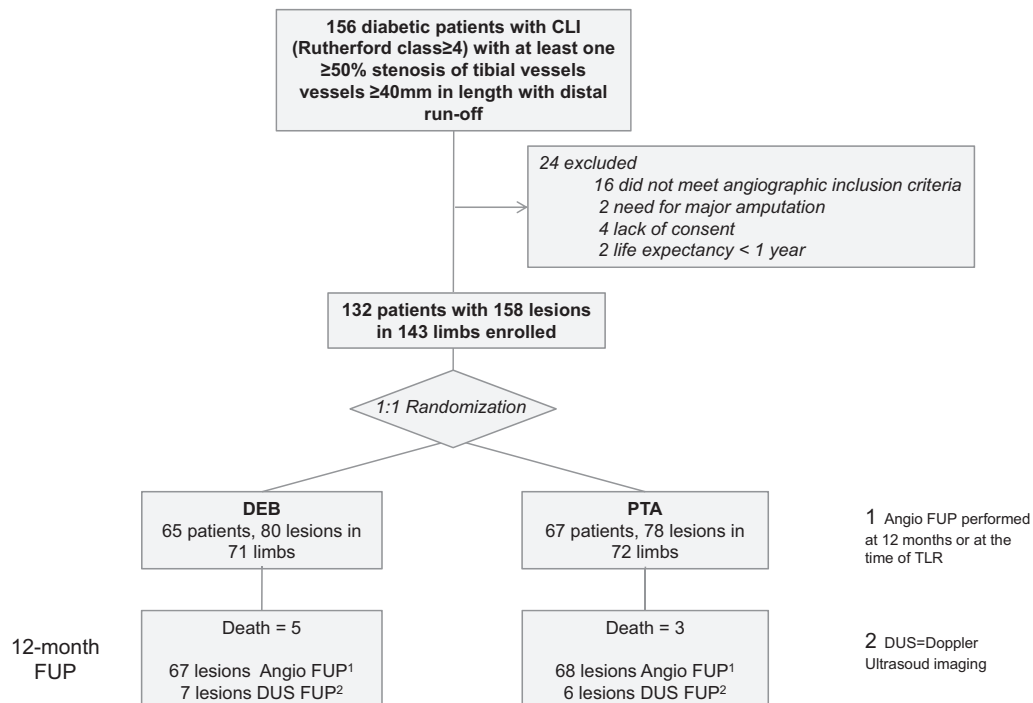 156 diabetic patients with CLI
(Rutherford class≥4) with at least one
≥50% stenosis of tibial vessels
vessels ≥40mm in length with distal
run-off
24 excluded
16 did not meet angiographic inclusion criteria
2 need for major amputation
4 lack of consent
2 life expectancy < 1 year
132 patients with 158 lesions
in 143 limbs enrolled
1:1 Randomization
DEB
65 patients, 80 lesions in
71 limbs
PTA
67 patients, 78 lesions in
72 limbs
1 Angio FUP performed
at 12 months or at the
time of TLR
12-month
FUP
Death = 5
67 lesions Angio FUP1
7 lesions DUS FUP2
Death = 3
68 lesions Angio FUP1
6 lesions DUS FUP2
2 DUS=Doppler
Ultrasoud imaging